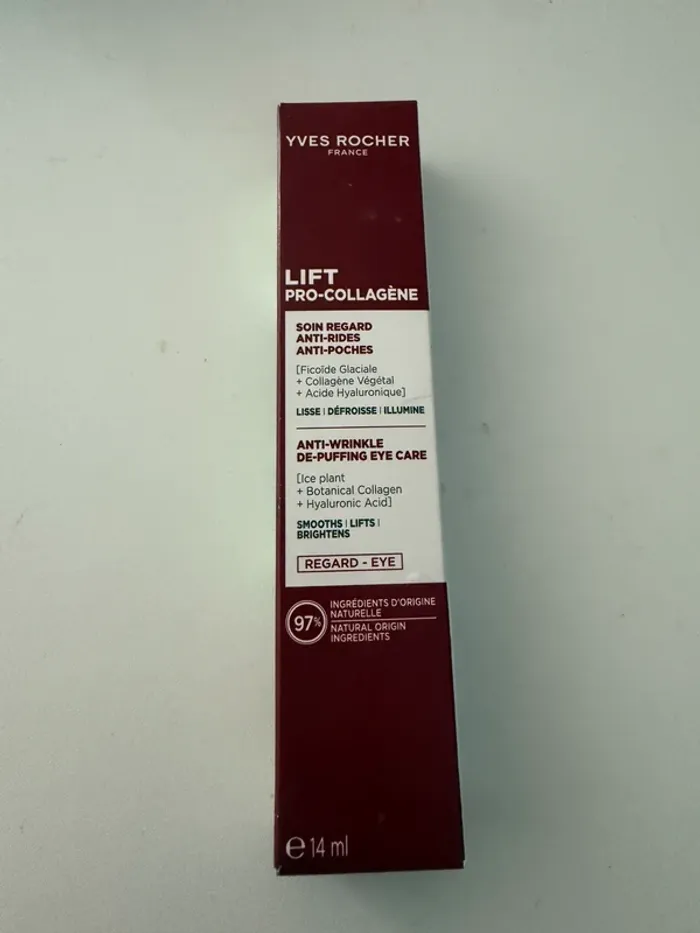 YVES ROCHER
FRANCE
LIFT
PRO-COLLAGÈNE
SOIN REGARD
ANTI-RIDES
ANTI-POCHES
[Ficoïde Glaciale
+ Collagène Végétal
+ Acide Hyaluronique]
LISSE | DÉFROISSE | ILLUMINE
ANTI-WRINKLE
DE-PUFFING EYE CARE
[Ice plant
+ Botanical Collagen
+ Hyaluronic Acid]
SMOOTHS | LIFTS |
BRIGHTENS
REGARD - EYE
97%
INGRÉDIENTS D'ORIGINE
NATURELLE
NATURAL ORIGIN
INGREDIENTS
℮ 14 ml